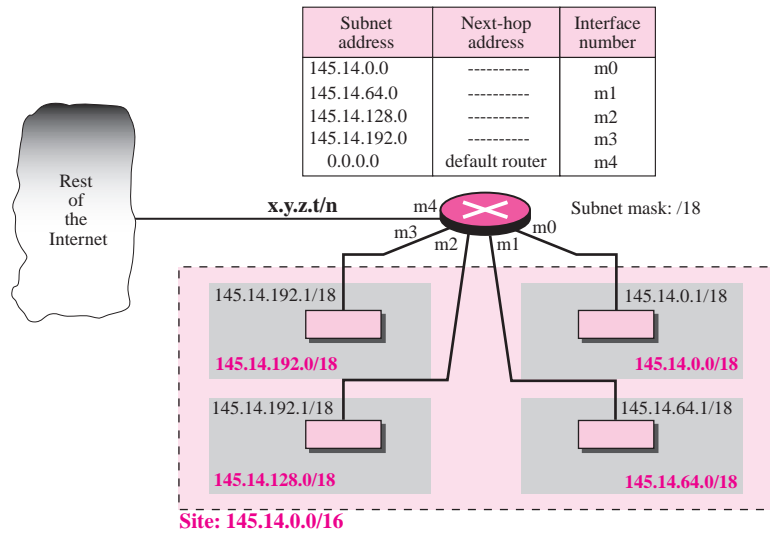 Subnet address Next-hop address Interface number
145.14.0.0 ---------- m0
145.14.64.0 ---------- m1
145.14.128.0 ---------- m2
145.14.192.0 ---------- m3
0.0.0.0 default router m4
Rest
of
the
Internet
x.y.z.t/n
m4
Subnet mask: /18
m3
m2
m1
m0
145.14.192.1/18
145.14.0.1/18
145.14.192.0/18
145.14.0.0/18
145.14.192.1/18
145.14.64.1/18
145.14.128.0/18
145.14.64.0/18
Site: 145.14.0.0/16